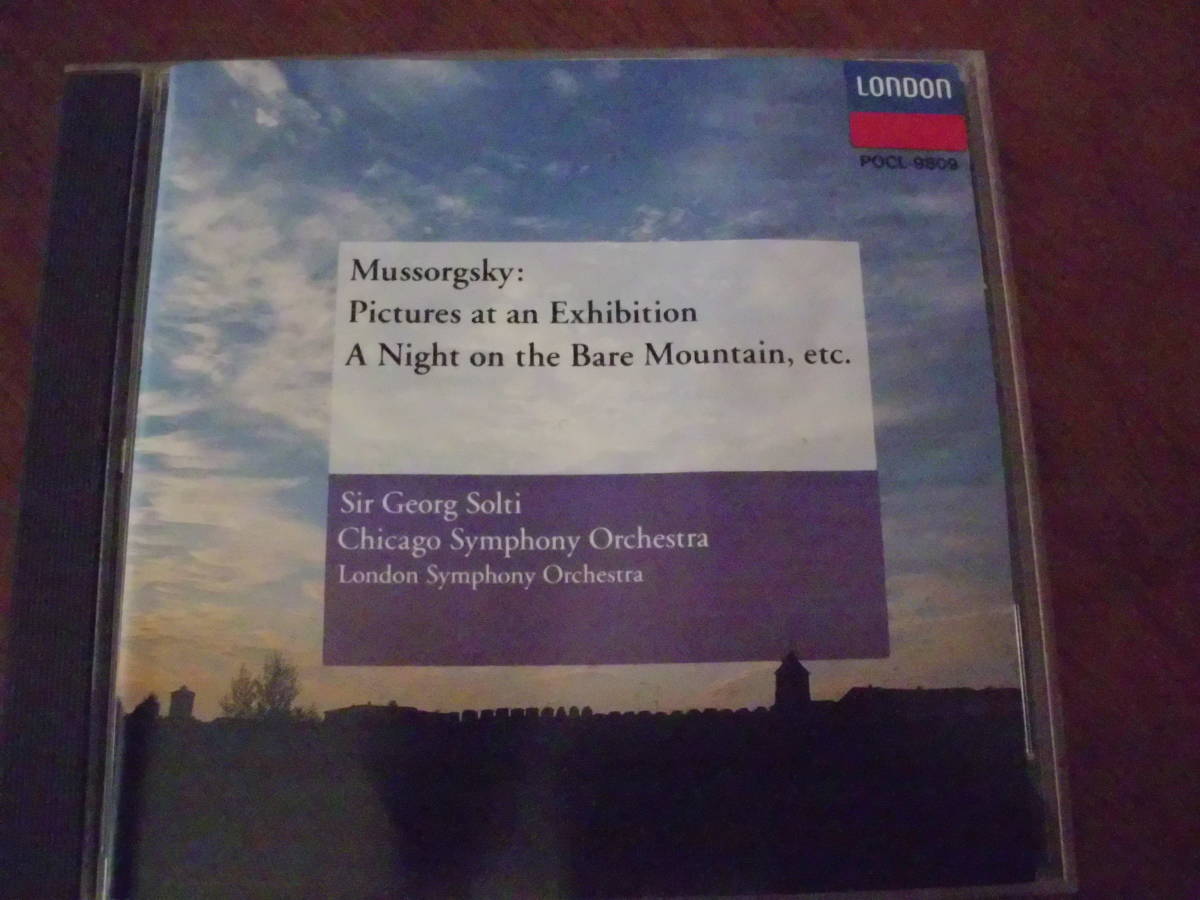 LONDON
POCL-9809
Mussorgsky:
Pictures at an Exhibition
A Night on the Bare Mountain, etc.
Sir Georg Solti
Chicago Symphony Orchestra
London Symphony Orchestra